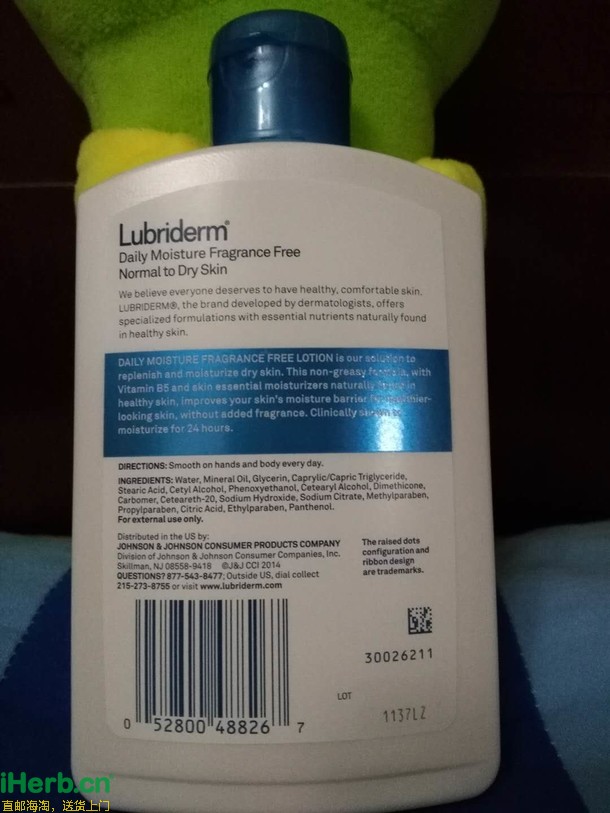 Lubriderm®
Daily Moisture Fragrance Free
Normal to Dry Skin
We believe everyone deserves to have healthy, comfortable skin.
LUBRIDERM®, the brand developed by dermatologists, offers
specialized formulations with essential nutrients naturally found
in healthy skin.
DAILY MOISTURE FRAGRANCE FREE LOTION is our solution to
replenish and moisturize dry skin. This non-greasy formula, with
Vitamin B5 and skin essential moisturizers naturally found in
healthy skin, improves your skin's moisture barrier for healthier-
looking skin, without added fragrance. Clinically shown to
moisturize for 24 hours.
DIRECTIONS: Smooth on hands and body every day.
INGREDIENTS: Water, Mineral Oil, Glycerin, Caprylic/Capric Triglyceride,
Stearic Acid, Cetyl Alcohol, Phenoxyethanol, Cetearyl Alcohol, Dimethicone,
Carbomer, Ceteareth-20, Sodium Hydroxide, Sodium Citrate, Methylparaben,
Propylparaben, Citric Acid, Ethylparaben, Panthenol.
For external use only.
Distributed in the US by:
JOHNSON & JOHNSON CONSUMER PRODUCTS COMPANY
Division of Johnson & Johnson Consumer Companies, Inc.
Skillman, NJ 08558-9418 ©J&J CCI 2014
QUESTIONS? 877-543-8477; Outside US, dial collect
215-273-8755 or visit www.lubriderm.com
The raised dots
configuration and
ribbon design
are trademarks.
30026211
LOT
1137LZ
0 52800 48826 7
iHerb.cn
直邮海淘，送货上门